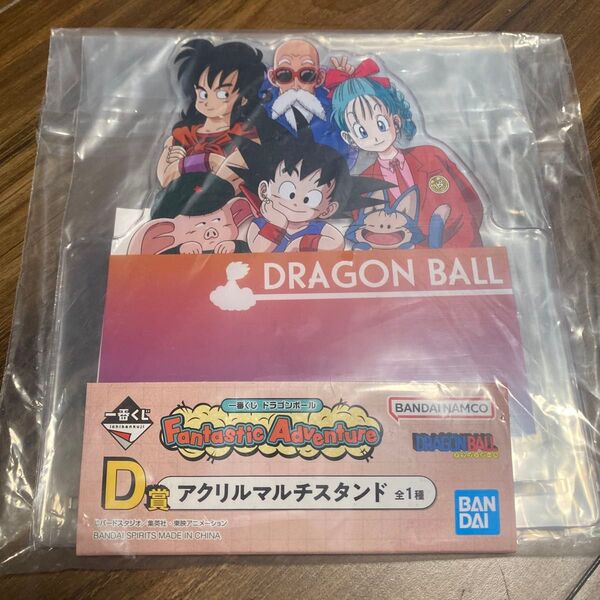 DRAGON BALL
一番くじ
ichibankuji
一番くじ ドラゴンボール
Fantastic Adventure
BANDAI NAMCO
DRAGON BALL
D賞 アクリルマルチスタンド 全1種
BAN
DAI
©バードスタジオ/集英社・東映アニメーション
BANDAI SPIRITS MADE IN CHINA